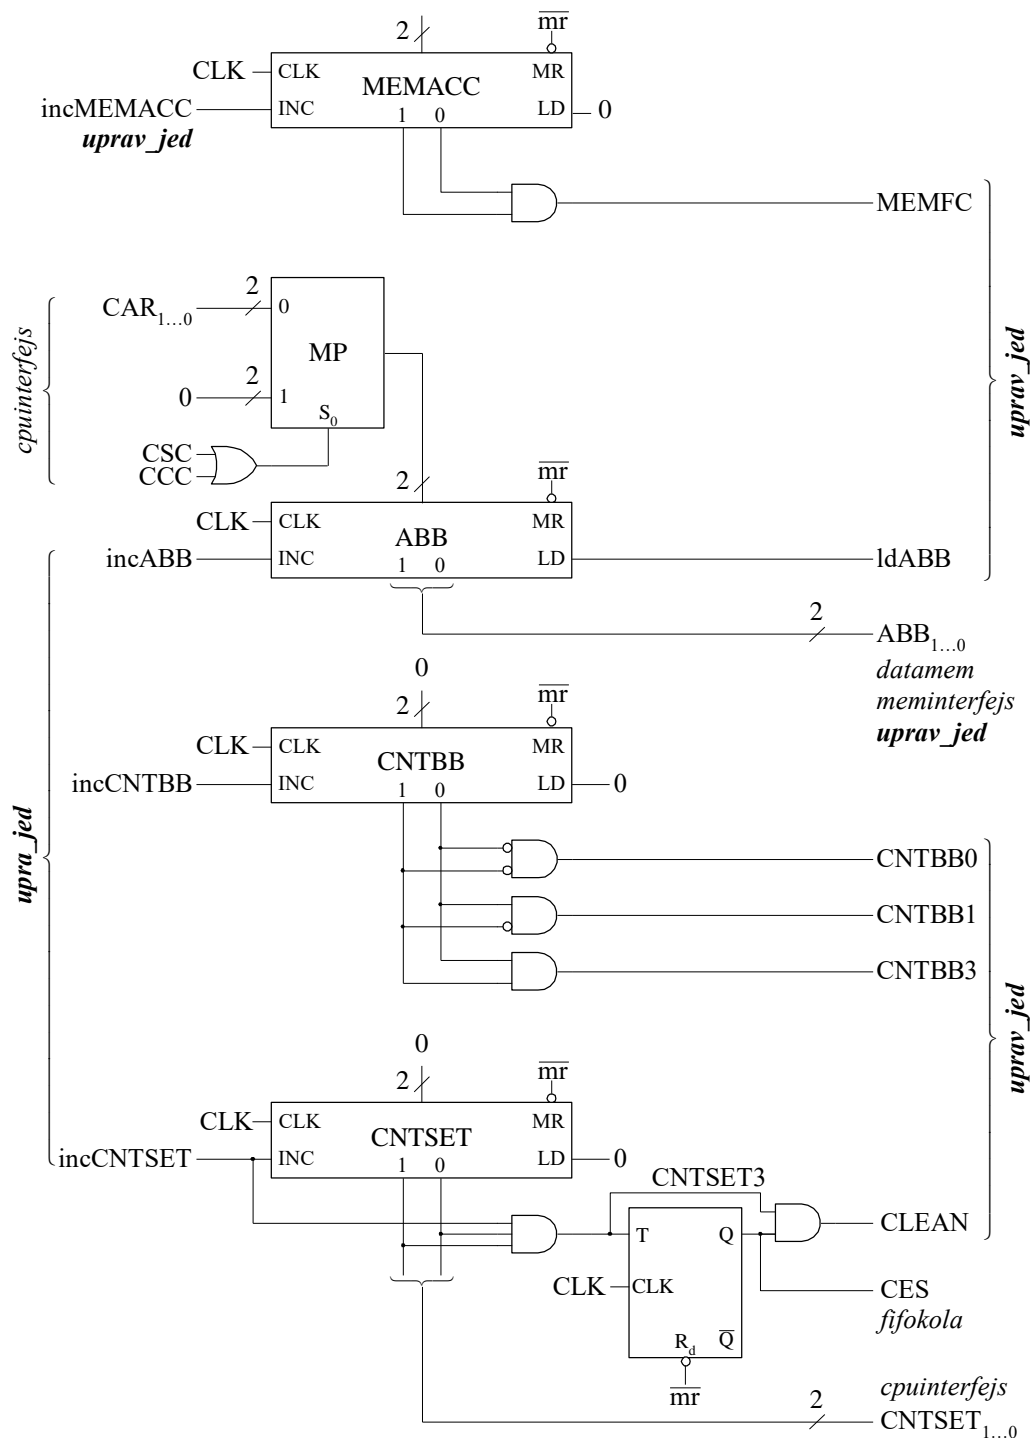 2
mr
CLK
CLK
MEMACC
MR
incMEMACC
INC
1
0
LD
0
uprav_jed
MEMFC
cpuinterfejs
CAR1…0
2
0
MP
0
2
1
S0
CSC
CCC
uprav_jed
2
mr
CLK
CLK
ABB
MR
incABB
INC
1
0
LD
ldABB
2
ABB1…0
datamem
meminterfejs
uprav_jed
0
2
mr
CLK
CLK
CNTBB
MR
incCNTBB
INC
1
0
LD
0
upra_jed
CNTBB0
CNTBB1
CNTBB3
uprav_jed
0
2
mr
CLK
CLK
CNTSET
MR
incCNTSET
INC
1
0
LD
0
CNTSET3
T
Q
CLEAN
CLK
CLK
CES
fifokola
Rd
Q
mr
cpuinterfejs
2
CNTSET1…0